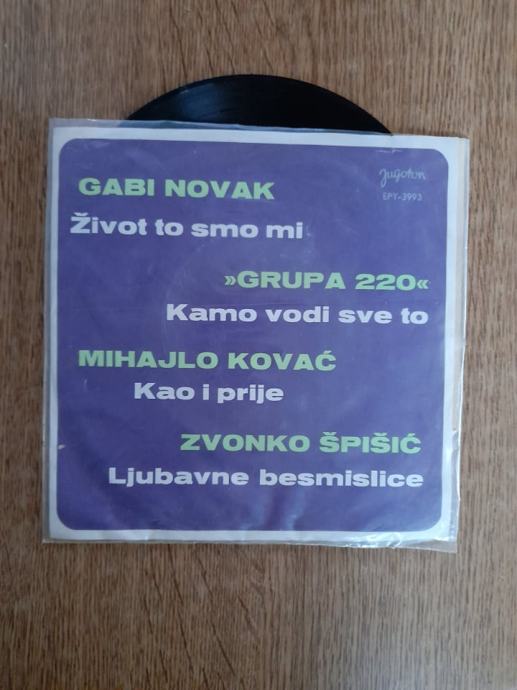 Jugoton
EPY-3993
GABI NOVAK
Život to smo mi
»GRUPA 220«
Kamo vodi sve to
MIHAJLO KOVAĆ
Kao i prije
ZVONKO ŠPIŠIĆ
Ljubavne besmislice